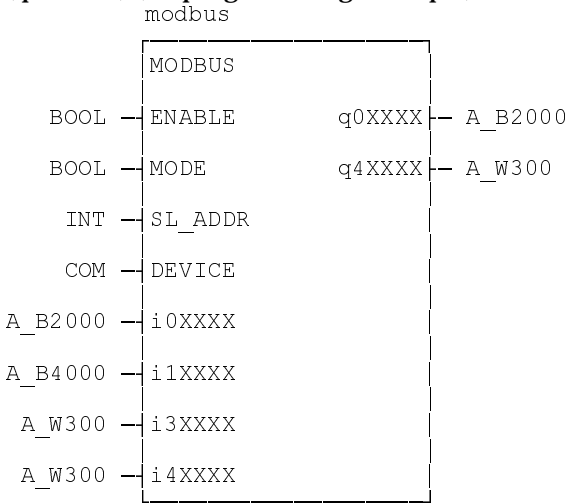 modbus
MODBUS
BOOL ENABLE q0XXXX A_B2000
BOOL MODE q4XXXX A_W300
INT SL_ADDR
COM DEVICE
A_B2000 i0XXXX
A_B4000 i1XXXX
A_W300 i3XXXX
A_W300 i4XXXX